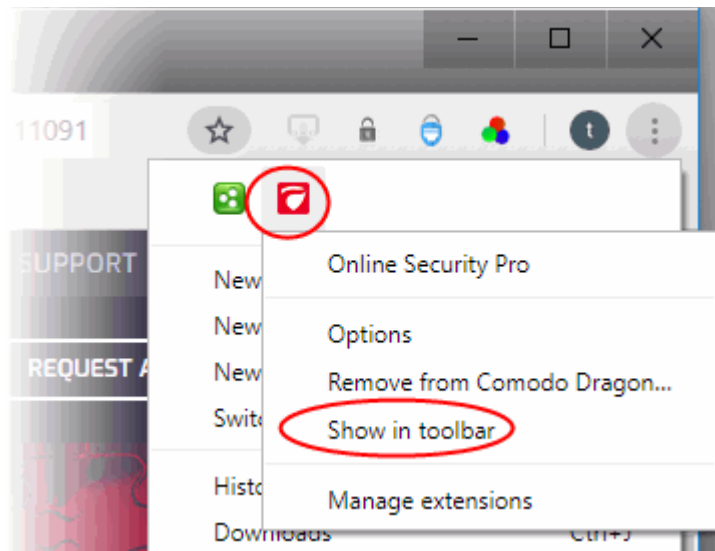 11091
t
SUPPORT
Online Security Pro
New
New
Options
REQUEST A
New
Remove from Comodo Dragon...
Switc
Show in toolbar
Histo
Manage extensions
Downloads
Ctrl+J